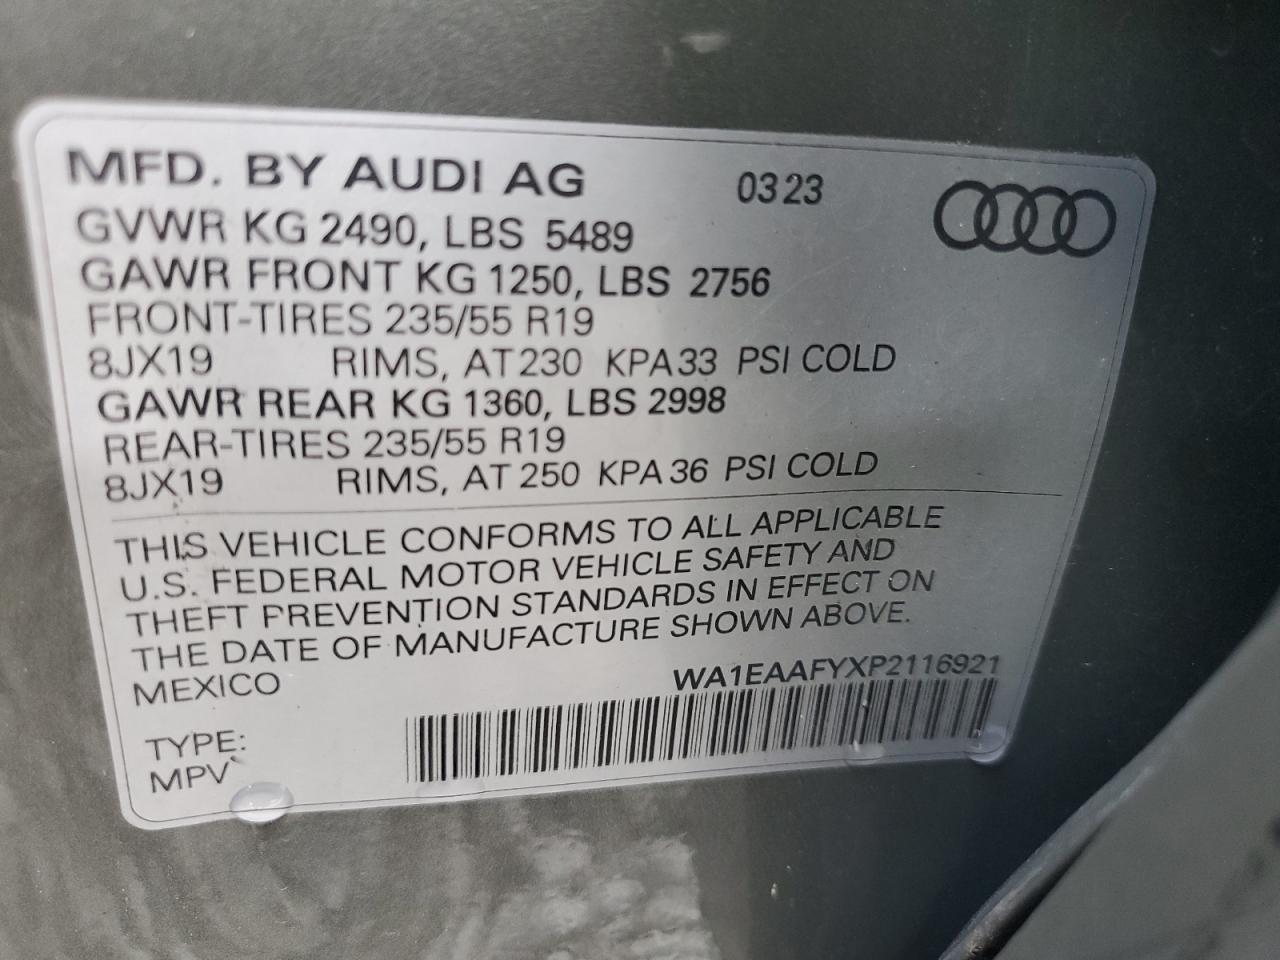 MFD. BY AUDI AG 03 23
GVWR KG 2490, LBS 5489
GAWR FRONT KG 1250, LBS 2756
FRONT-TIRES 235/55 R19
8JX19 RIMS, AT 230 KPA 33 PSI COLD
GAWR REAR KG 1360, LBS 2998
REAR-TIRES 235/55 R19
8JX19 RIMS, AT 250 KPA 36 PSI COLD
THIS VEHICLE CONFORMS TO ALL APPLICABLE
U.S. FEDERAL MOTOR VEHICLE SAFETY AND
THEFT PREVENTION STANDARDS IN EFFECT ON
THE DATE OF MANUFACTURE SHOWN ABOVE.
MEXICO WA1EAAFYXP2116921
TYPE:
MPV